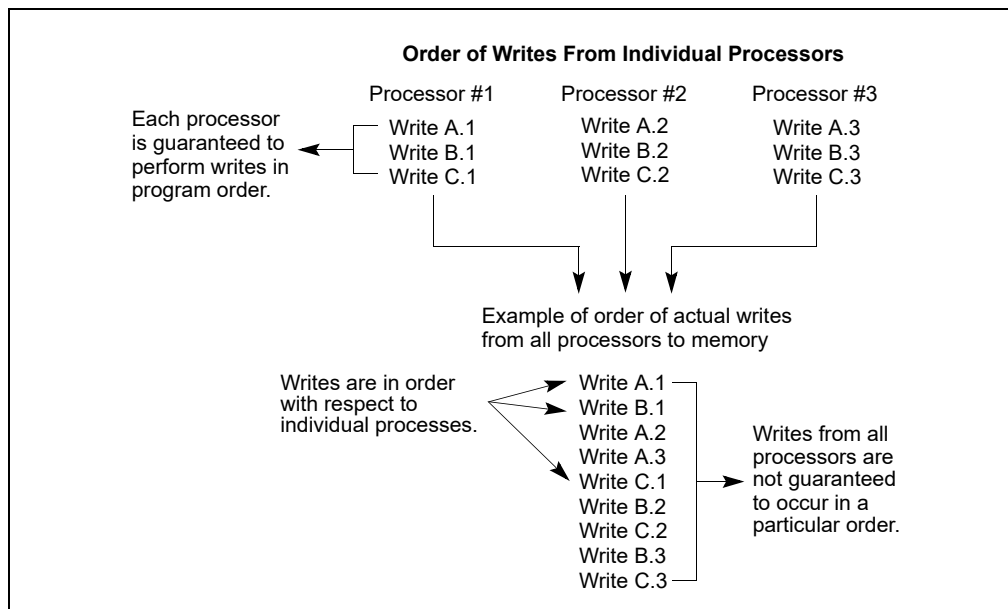 Order of Writes From Individual Processors
Processor #1
Processor #2
Processor #3
Each processor
is guaranteed to
perform writes in
program order.
Write A.1
Write B.1
Write C.1
Write A.2
Write B.2
Write C.2
Write A.3
Write B.3
Write C.3
Example of order of actual writes
from all processors to memory
Writes are in order
with respect to
individual processes.
Write A.1
Write B.1
Write A.2
Write A.3
Write C.1
Write B.2
Write C.2
Write B.3
Write C.3
Writes from all
processors are
not guaranteed
to occur in a
particular order.